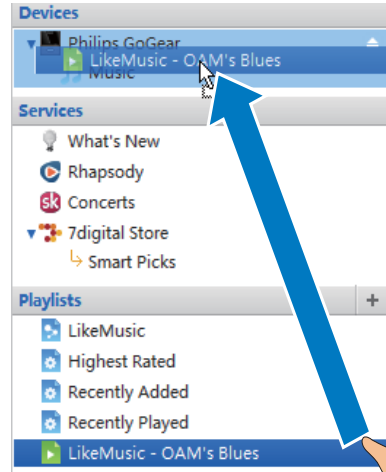 Devices
Philips GoGear
LikeMusic - OAM's Blues
Music
Services
What's New
Rhapsody
sk Concerts
7digital Store
Smart Picks
Playlists +
LikeMusic
Highest Rated
Recently Added
Recently Played
LikeMusic - OAM's Blues